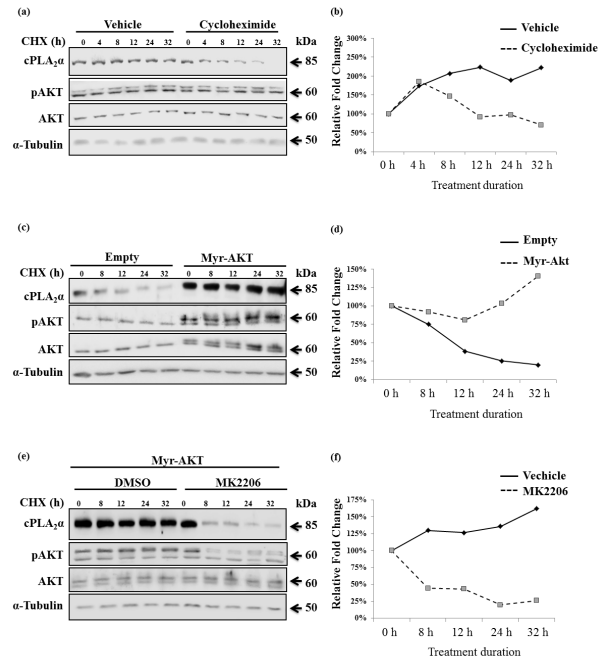 (a)
Vehicle Cycloheximide
CHX (h) 0 4 8 12 24 32 0 4 8 12 24 32 kDa
cPLA₂α 85
pAKT 60
AKT 60
α-Tubulin 50
(b)
Vehicle
Cycloheximide
Relative Fold Change
300%
250%
200%
150%
100%
50%
0%
0 h 4 h 8 h 12 h 24 h 32 h
Treatment duration
(c)
Empty Myr-AKT
CHX (h) 0 8 12 24 32 0 8 12 24 32 kDa
cPLA₂α 85
pAKT 60
AKT 60
α-Tubulin 50
(d)
Empty
Myr-Akt
Relative Fold Change
150%
125%
100%
75%
50%
25%
0%
0 h 8 h 12 h 24 h 32 h
Treatment duration
(e)
Myr-AKT
DMSO MK2206
CHX (h) 0 8 12 24 32 0 8 12 24 32 kDa
cPLA₂α 85
pAKT 60
AKT 60
α-Tubulin 50
(f)
Vechicle
MK2206
Relative Fold Change
175%
150%
125%
100%
75%
50%
25%
0%
0 h 8 h 12 h 24 h 32 h
Treatment duration